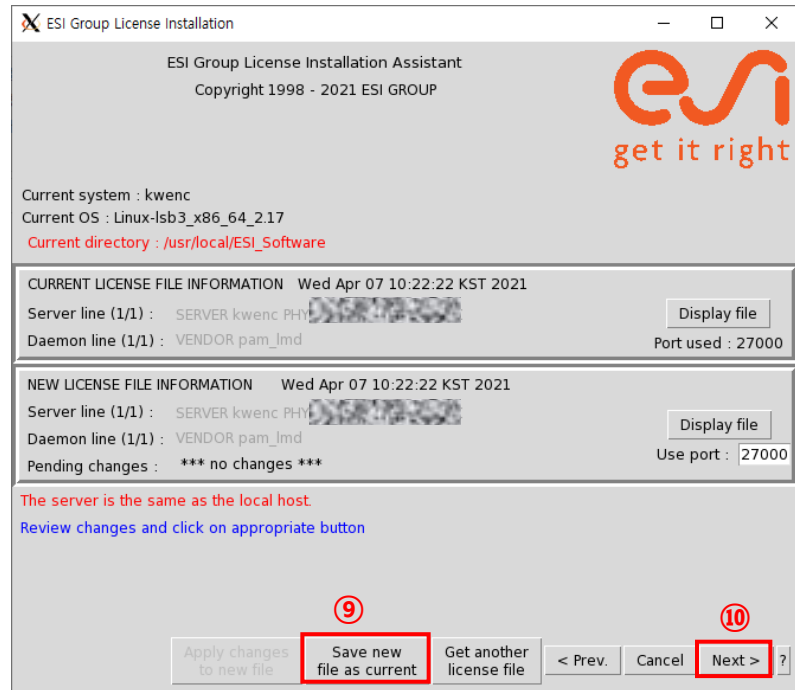 ESI Group License Installation
ESI Group License Installation Assistant
Copyright 1998 - 2021 ESI GROUP
esi
get it right
Current system : kwenc
Current OS : Linux-lsb3_x86_64_2.17
Current directory : /usr/local/ESI_Software
CURRENT LICENSE FILE INFORMATION Wed Apr 07 10:22:22 KST 2021
Server line (1/1) : SERVER kwenc PHY
Display file
Daemon line (1/1) : VENDOR pam_lmd
Port used : 27000
NEW LICENSE FILE INFORMATION Wed Apr 07 10:22:22 KST 2021
Server line (1/1) : SERVER kwenc PHY
Display file
Daemon line (1/1) : VENDOR pam_lmd
Use port : 27000
Pending changes : *** no changes ***
The server is the same as the local host.
Review changes and click on appropriate button
⑨
⑩
Apply changes
to new file
Save new
file as current
Get another
license file
< Prev.
Cancel
Next >
?